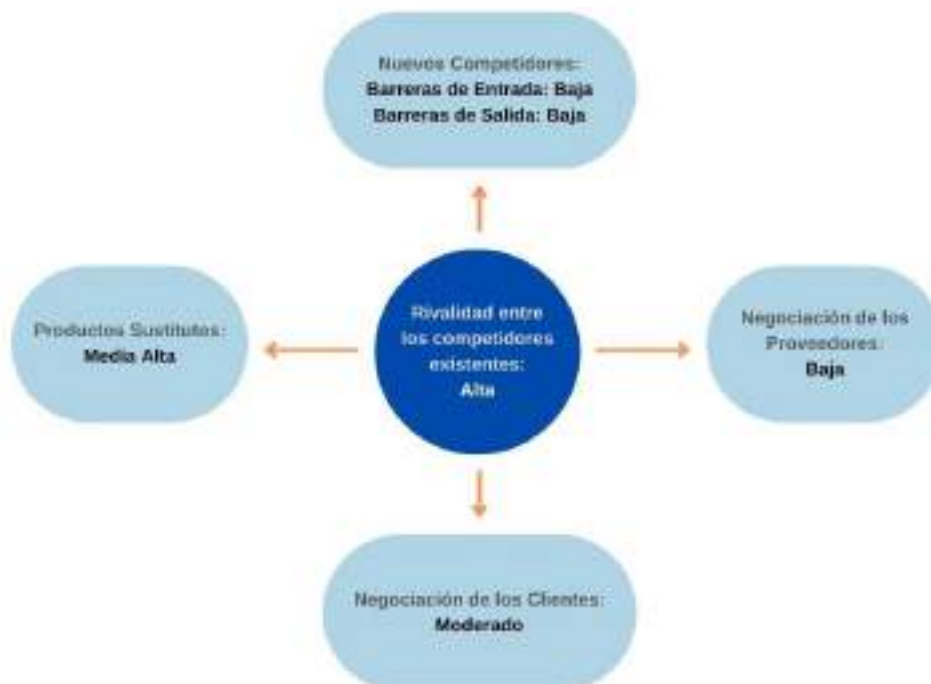 Nuevos Competidores:
Barreras de Entrada: Baja
Barreras de Salida: Baja
Productos Sustitutos:
Media Alta
Rivalidad entre
los competidores
existentes:
Alta
Negociación de los
Proveedores:
Baja
Negociación de los Clientes:
Moderado